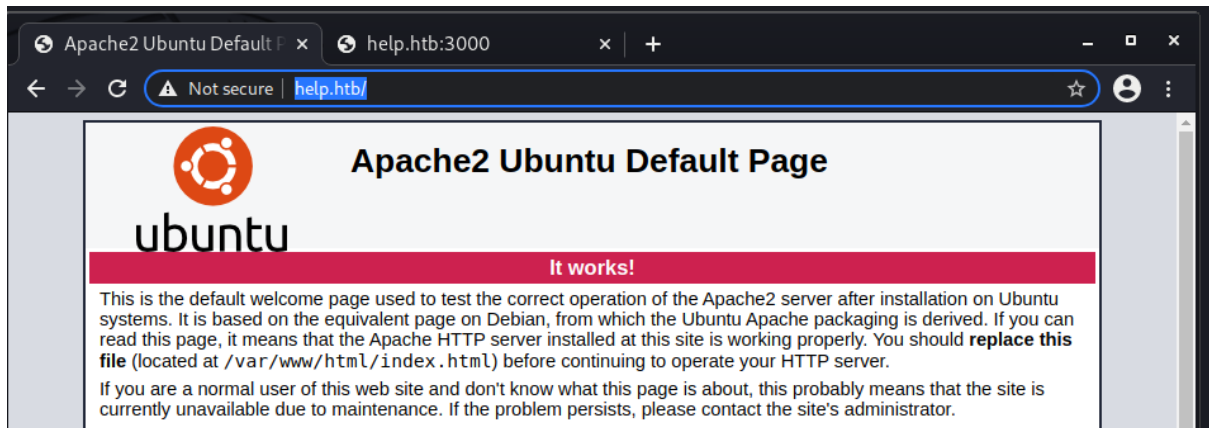 Apache2 Ubuntu Default P
help.htb:3000
Not secure
help.htb/
Apache2 Ubuntu Default Page
ubuntu
It works!
This is the default welcome page used to test the correct operation of the Apache2 server after installation on Ubuntu
systems. It is based on the equivalent page on Debian, from which the Ubuntu Apache packaging is derived. If you can
read this page, it means that the Apache HTTP server installed at this site is working properly. You should replace this
file (located at /var/www/html/index.html) before continuing to operate your HTTP server.
If you are a normal user of this web site and don't know what this page is about, this probably means that the site is
currently unavailable due to maintenance. If the problem persists, please contact the site's administrator.